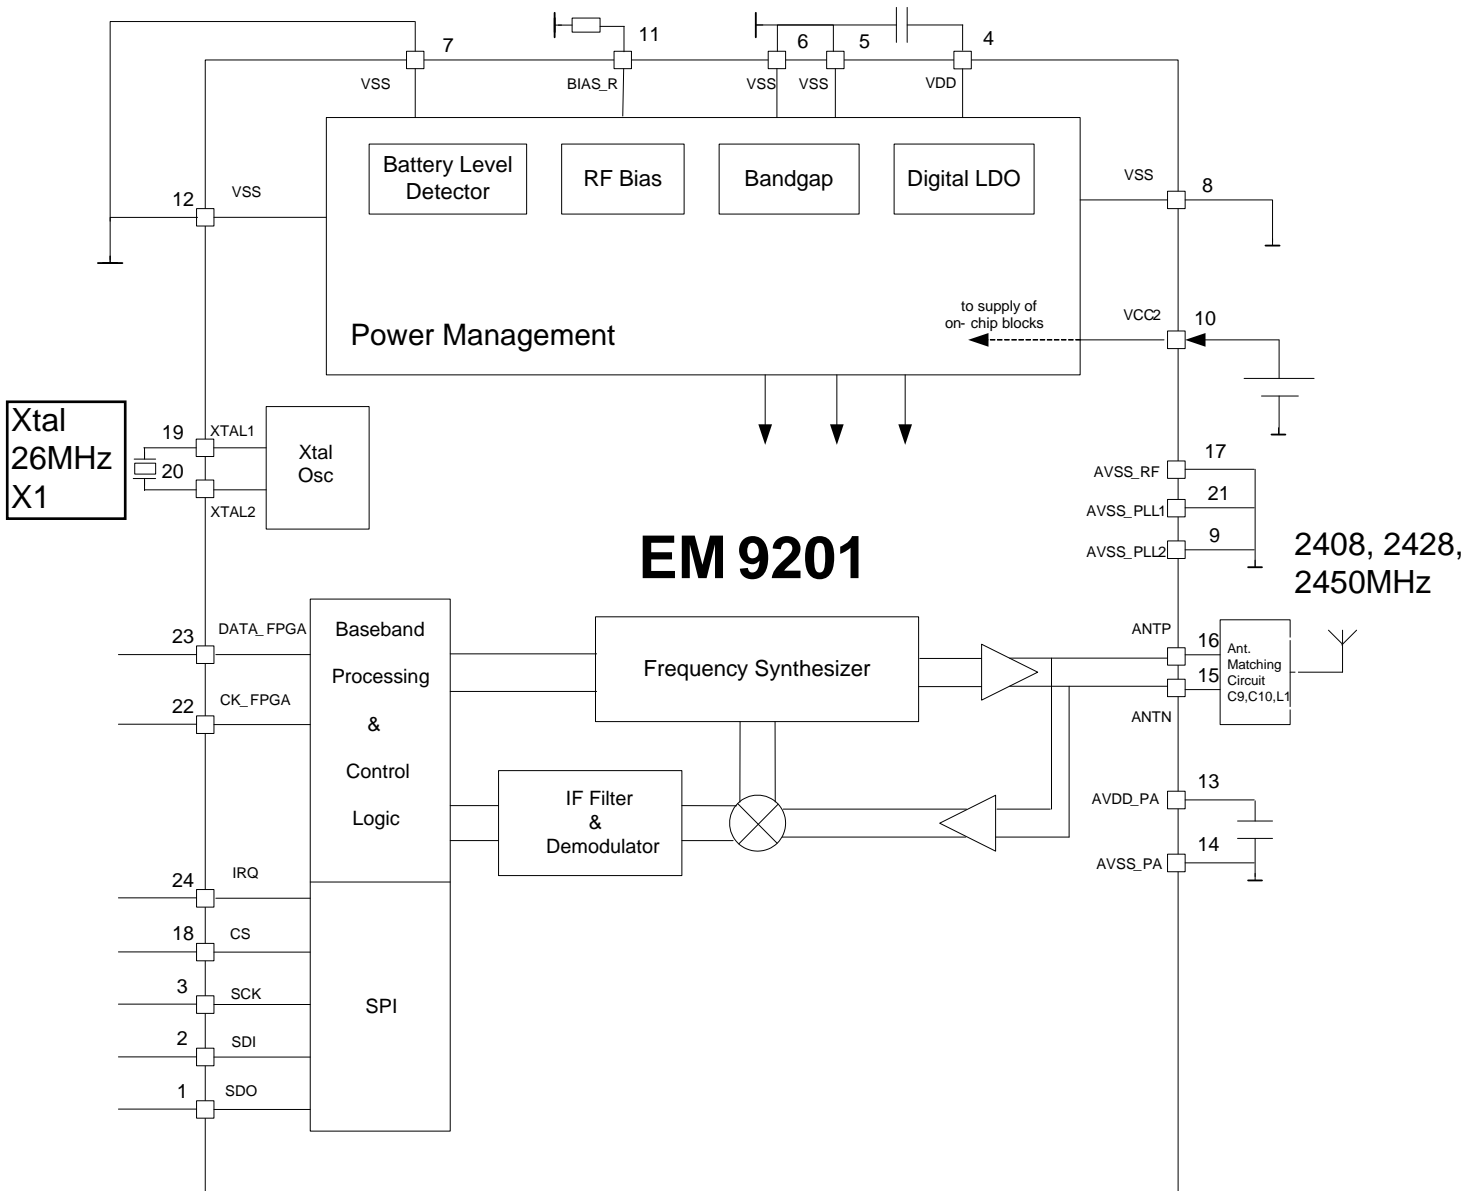 7
11
6
5
4
VSS
BIAS_R
VSS
VSS
VDD
Battery Level
Detector
RF Bias
Bandgap
Digital LDO
12
VSS
VSS
8
to supply of
on- chip blocks
VCC2
10
Power Management
Xtal
26MHz
X1
19
XTAL1
20
XTAL2
Xtal
Osc
AVSS_RF
17
AVSS_PLL1
21
AVSS_PLL2
9
EM 9201
2408, 2428,
2450MHz
23
DATA_FPGA
22
CK_FPGA
Baseband
Processing
&
Control
Logic
Frequency Synthesizer
ANTP
16
15
ANTN
Ant.
Matching
Circuit
C9,C10,L1
IF Filter
&
Demodulator
AVDD_PA
13
AVSS_PA
14
24
IRQ
18
CS
3
SCK
2
SDI
1
SDO
SPI